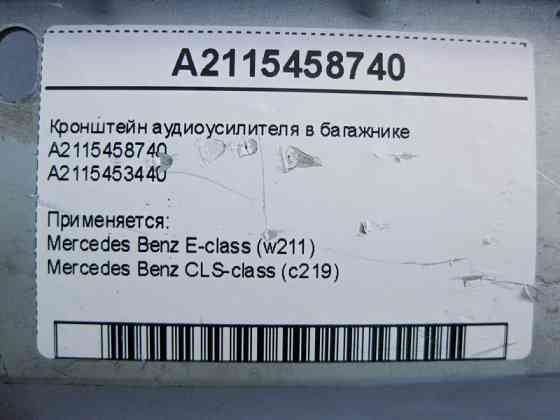 A2115458740
Кронштейн аудиоусилителя в багажнике
A2115458740
A2115453440
Применяется:
Mercedes Benz E-class (w211)
Mercedes Benz CLS-class (c219)